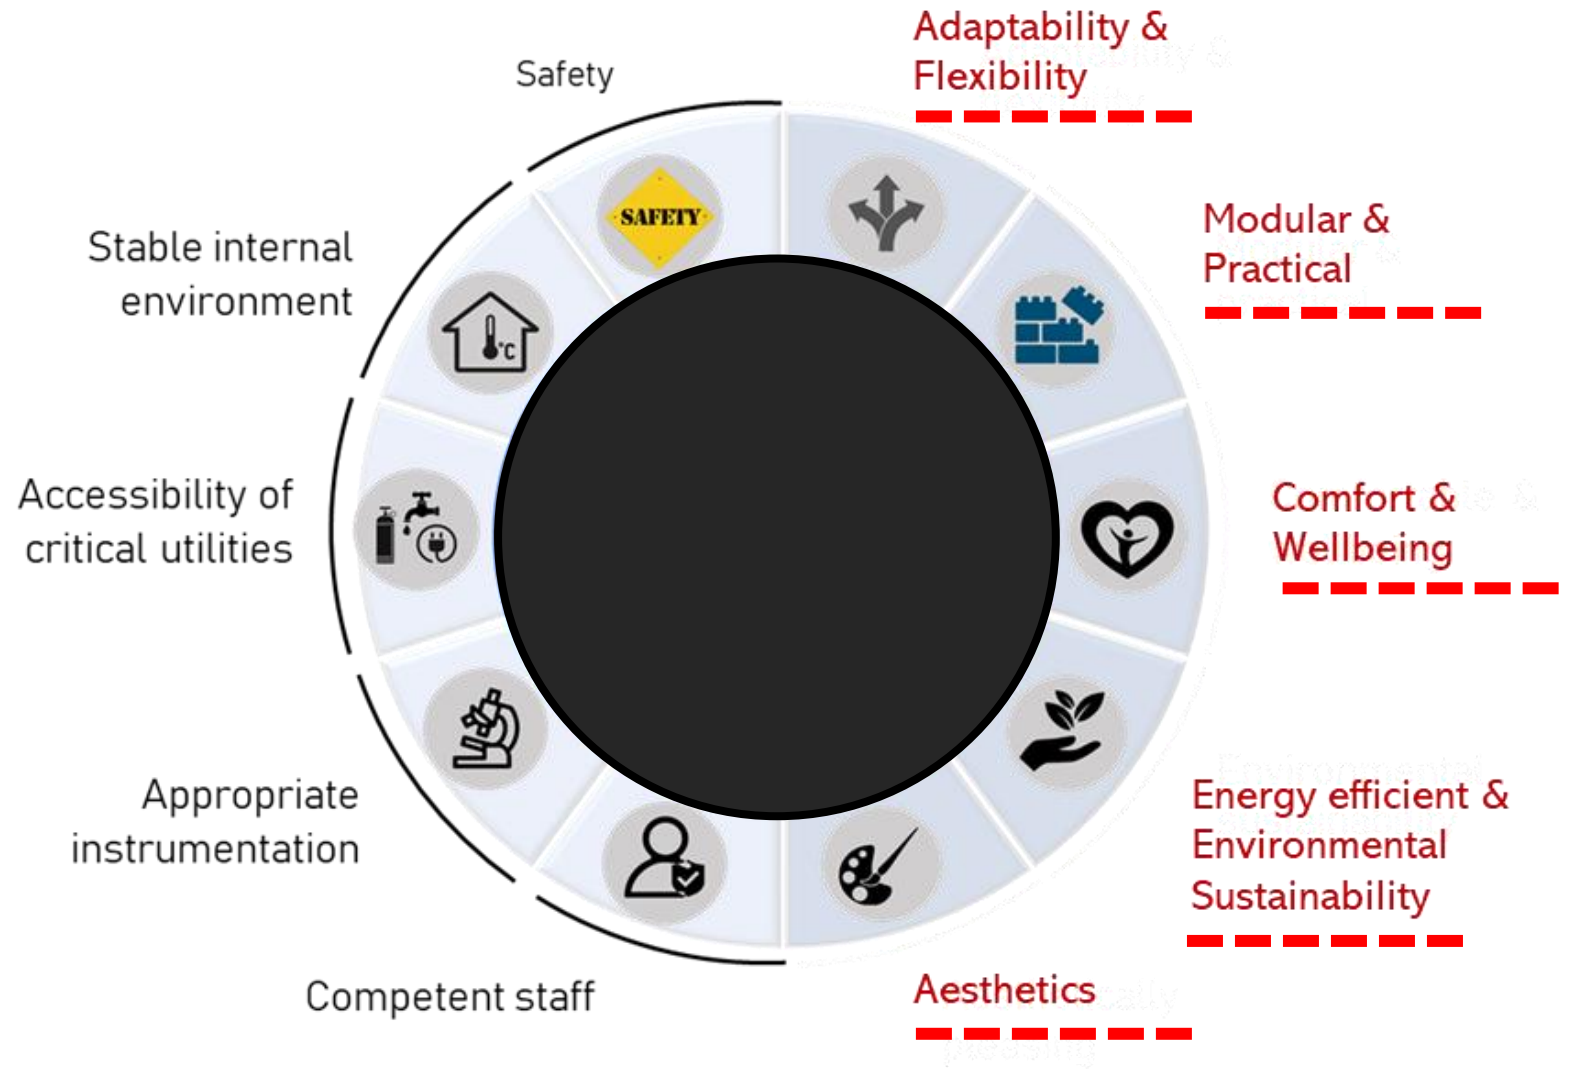 Safety
Adaptability &
Flexibility
SAFETY
Modular &
Practical
Stable internal
environment
°C
Accessibility of
critical utilities
Comfort &
Wellbeing
Appropriate
instrumentation
Energy efficient &
Environmental
Sustainability
Competent staff
Aesthetics